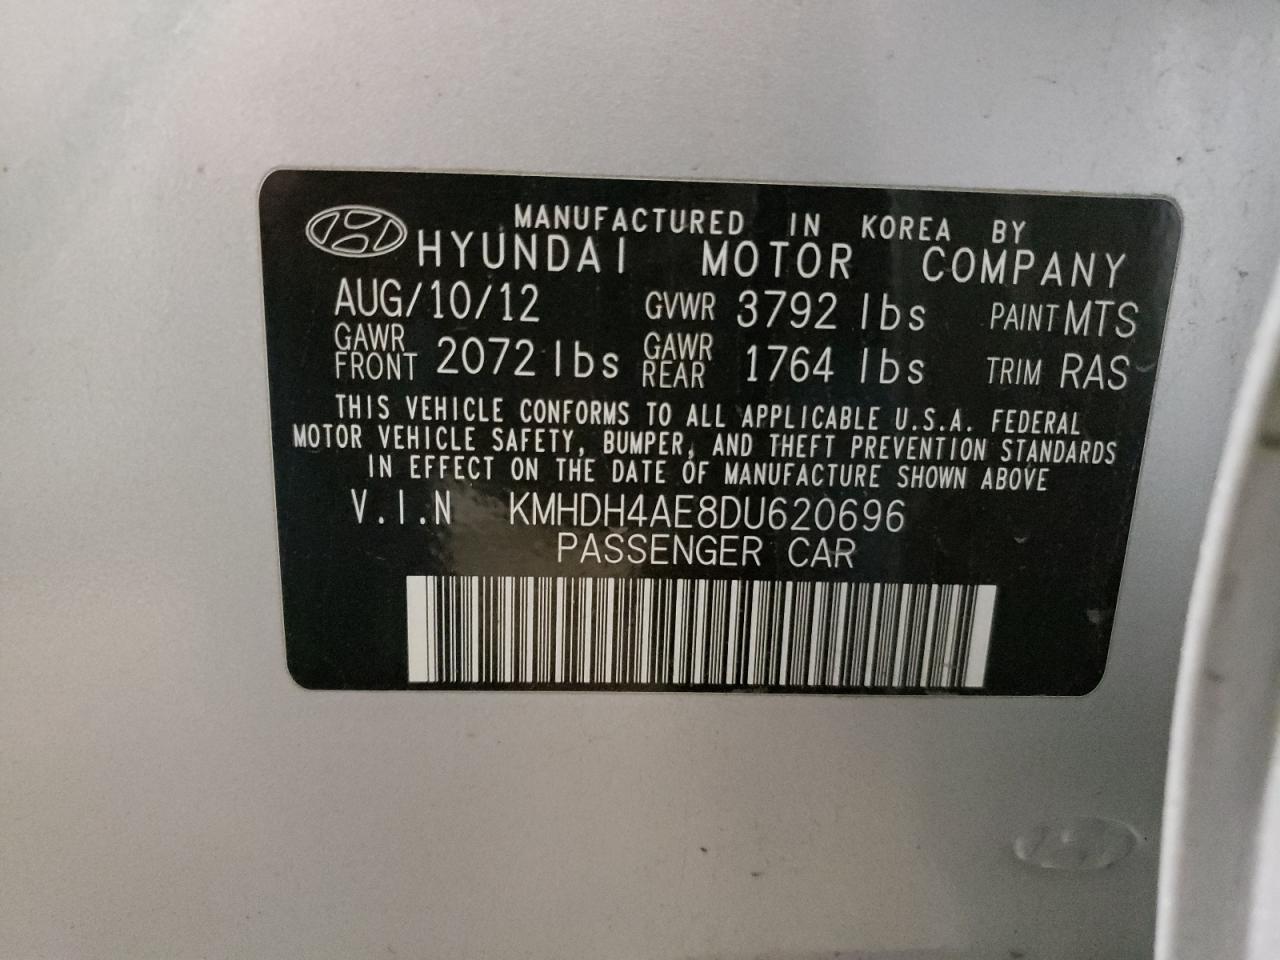 MANUFACTURED IN KOREA BY
HYUNDAI MOTOR COMPANY
AUG/10/12 GVWR 3792 lbs PAINT MTS
GAWR FRONT 2072 lbs GAWR REAR 1764 lbs TRIM RAS
THIS VEHICLE CONFORMS TO ALL APPLICABLE U.S.A. FEDERAL
MOTOR VEHICLE SAFETY, BUMPER, AND THEFT PREVENTION STANDARDS
IN EFFECT ON THE DATE OF MANUFACTURE SHOWN ABOVE
V.I.N KMHDH4AE8DU620696
PASSENGER CAR